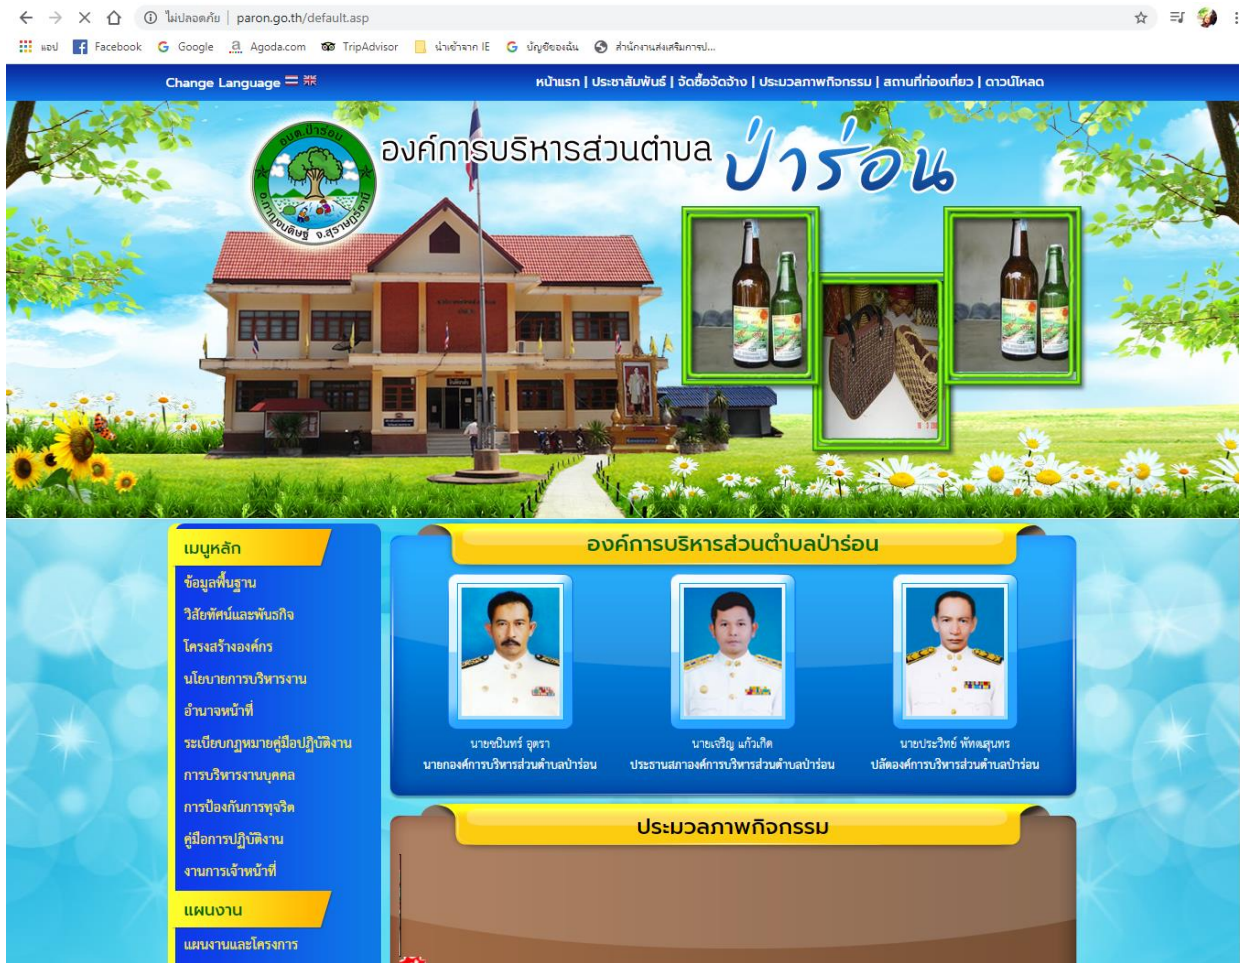 ไม่ปลอดภัย | paron.go.th/default.asp
แอป Facebook Google Agoda.com TripAdvisor นำเข้าจาก IE บัญชีของฉัน สำนักงานส่งเสริมการป...
Change Language
หน้าแรก | ประชาสัมพันธ์ | จัดซื้อจัดจ้าง | ประมวลภาพกิจกรรม | สถานที่ท่องเที่ยว | ดาวน์โหลด
อบต.ป่าร่อน
อ.กาญจนดิษฐ์ จ.สุราษฎร์ธานี
องค์การบริหารส่วนตำบล ป่าร่อน
เมนูหลัก
ข้อมูลพื้นฐาน
วิสัยทัศน์และพันธกิจ
โครงสร้างองค์กร
นโยบายการบริหารงาน
อำนาจหน้าที่
ระเบียบกฎหมายคู่มือปฏิบัติงาน
การบริหารงานบุคคล
การป้องกันการทุจริต
คู่มือการปฏิบัติงาน
งานการเจ้าหน้าที่
แผนงาน
แผนงานและโครงการ
องค์การบริหารส่วนตำบลป่าร่อน
นายชนินทร์ อุตรา
นายกองค์การบริหารส่วนตำบลป่าร่อน
นายเจริญ แก้วเกิด
ประธานสภาองค์การบริหารส่วนตำบลป่าร่อน
นายประวิทย์ พัทฒสุนทร
ปลัดองค์การบริหารส่วนตำบลป่าร่อน
ประมวลภาพกิจกรรม